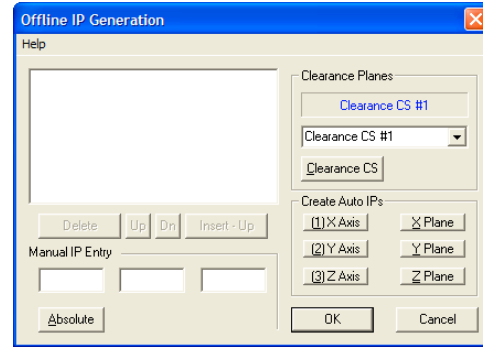 Offline IP Generation
Help
Clearance Planes
Clearance CS #1
Clearance CS #1
Clearance CS
Delete
Up
Dn
Insert - Up
Create Auto IPs
(1) X Axis
X Plane
(2) Y Axis
Y Plane
(3) Z Axis
Z Plane
Manual IP Entry
Absolute
OK
Cancel